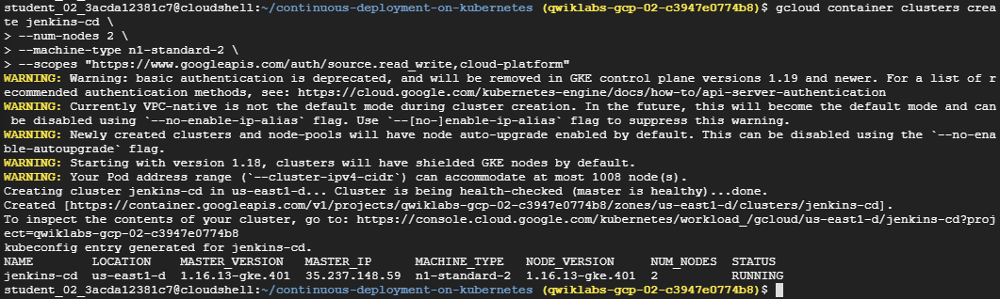 student_02_3acda12381c7@cloudshell:~/continuous-deployment-on-kubernetes (qwiklabs-gcp-02-c3947e0774b8)$ gcloud container clusters crea
te jenkins-cd \
> --num-nodes 2 \
> --machine-type n1-standard-2 \
> --scopes "https://www.googleapis.com/auth/source.read_write,cloud-platform"
WARNING: Warning: basic authentication is deprecated, and will be removed in GKE control plane versions 1.19 and newer. For a list of r
ecommended authentication methods, see: https://cloud.google.com/kubernetes-engine/docs/how-to/api-server-authentication
WARNING: Currently VPC-native is not the default mode during cluster creation. In the future, this will become the default mode and can
 be disabled using `--no-enable-ip-alias` flag. Use `--[no-]enable-ip-alias` flag to suppress this warning.
WARNING: Newly created clusters and node-pools will have node auto-upgrade enabled by default. This can be disabled using the `--no-ena
ble-autoupgrade` flag.
WARNING: Starting with version 1.18, clusters will have shielded GKE nodes by default.
WARNING: Your Pod address range (`--cluster-ipv4-cidr`) can accommodate at most 1008 node(s).
Creating cluster jenkins-cd in us-east1-d... Cluster is being health-checked (master is healthy)...done.
Created [https://container.googleapis.com/v1/projects/qwiklabs-gcp-02-c3947e0774b8/zones/us-east1-d/clusters/jenkins-cd].
To inspect the contents of your cluster, go to: https://console.cloud.google.com/kubernetes/workload_/gcloud/us-east1-d/jenkins-cd?proj
ect=qwiklabs-gcp-02-c3947e0774b8
kubeconfig entry generated for jenkins-cd.
NAME        LOCATION    MASTER_VERSION   MASTER_IP      MACHINE_TYPE   NODE_VERSION     NUM_NODES  STATUS
jenkins-cd  us-east1-d  1.16.13-gke.401  35.237.148.59  n1-standard-2  1.16.13-gke.401  2          RUNNING
student_02_3acda12381c7@cloudshell:~/continuous-deployment-on-kubernetes (qwiklabs-gcp-02-c3947e0774b8)$